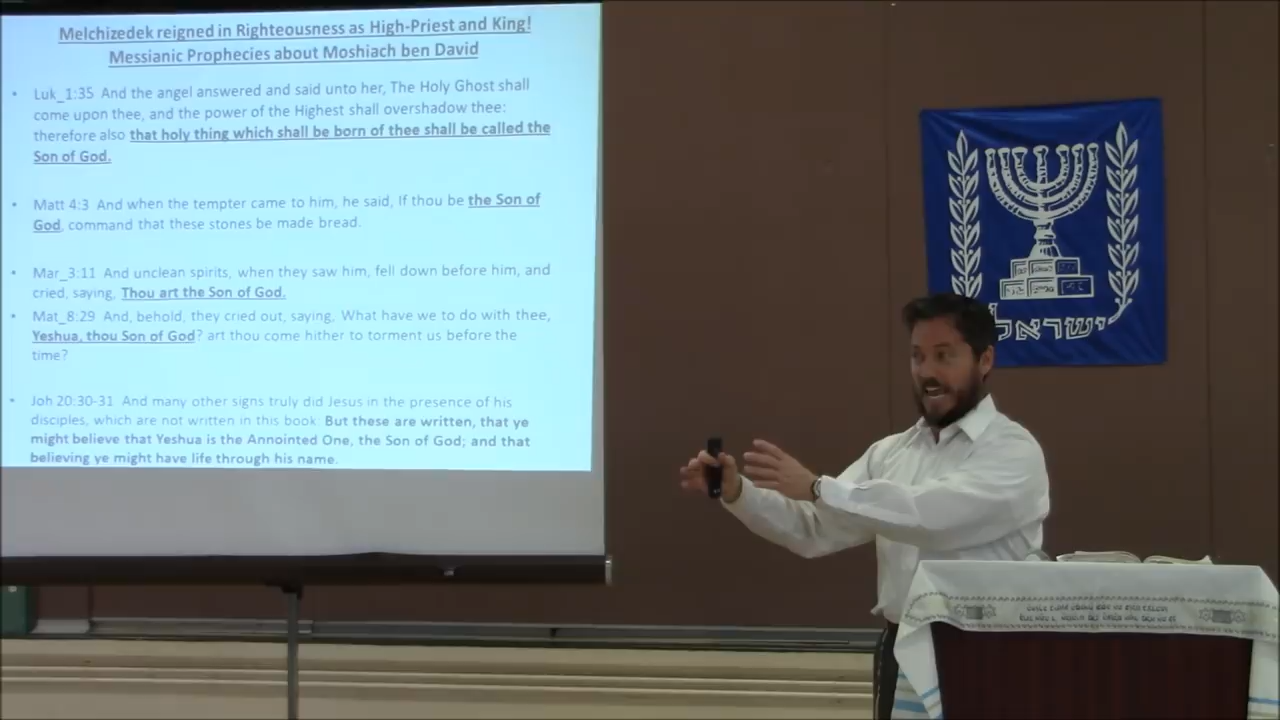 Melchizedek reigned in Righteousness as High-Priest and King!
Messianic Prophecies about Moshiach ben David
• Luk_1:35 And the angel answered and said unto her, The Holy Ghost shall
come upon thee, and the power of the Highest shall overshadow thee:
therefore also that holy thing which shall be born of thee shall be called the
Son of God.
• Matt 4:3 And when the tempter came to him, he said, If thou be the Son of
God, command that these stones be made bread.
• Mar_3:11 And unclean spirits, when they saw him, fell down before him, and
cried, saying, Thou art the Son of God.
• Mat_8:29 And, behold, they cried out, saying, What have we to do with thee,
Yeshua, thou Son of God? art thou come hither to torment us before the
time?
• Joh 20:30-31 And many other signs truly did Jesus in the presence of his
disciples, which are not written in this book: But these are written, that ye
might believe that Yeshua is the Annointed One, the Son of God; and that
believing ye might have life through his name.
ישראל